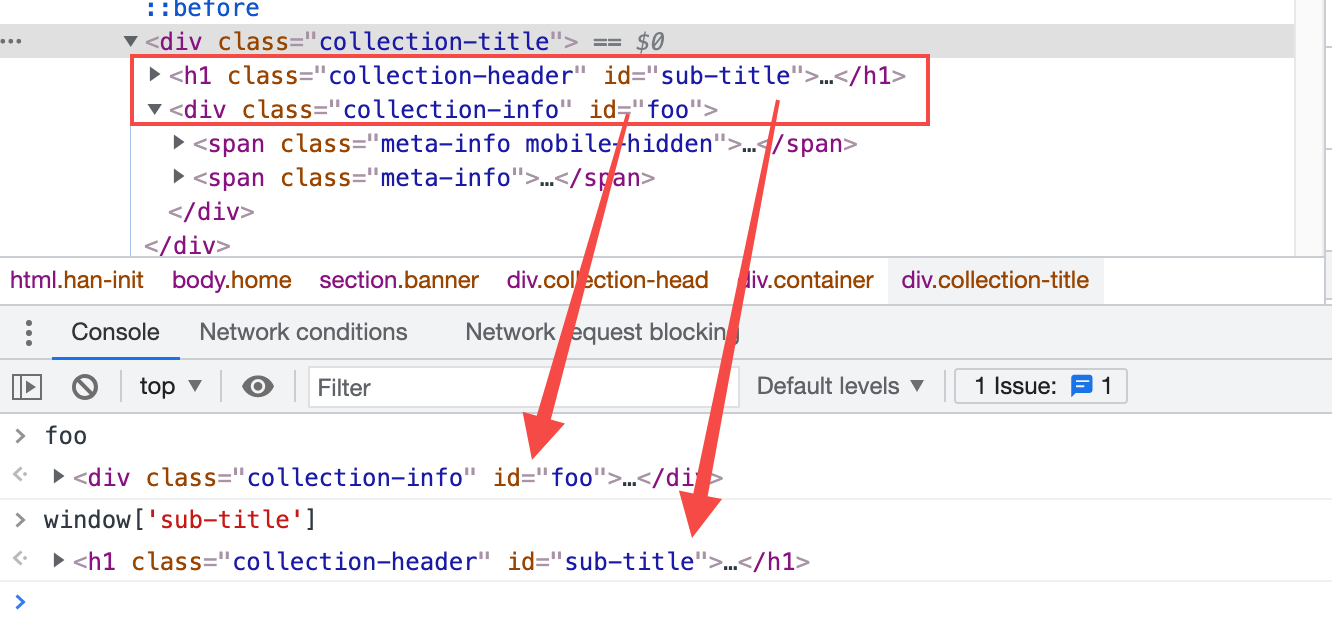 ::before
<div class="collection-title"> == $0
<h1 class="collection-header" id="sub-title">…</h1>
<div class="collection-info" id="foo">
<span class="meta-info mobile-hidden">…</span>
<span class="meta-info">…</span>
</div>
</div>
html.han-init body.home section.banner div.collection-head div.container div.collection-title
Console Network conditions Network request blocking
top Filter Default levels 1 Issue: 1
foo
<div class="collection-info" id="foo">…</div>
window['sub-title']
<h1 class="collection-header" id="sub-title">…</h1>